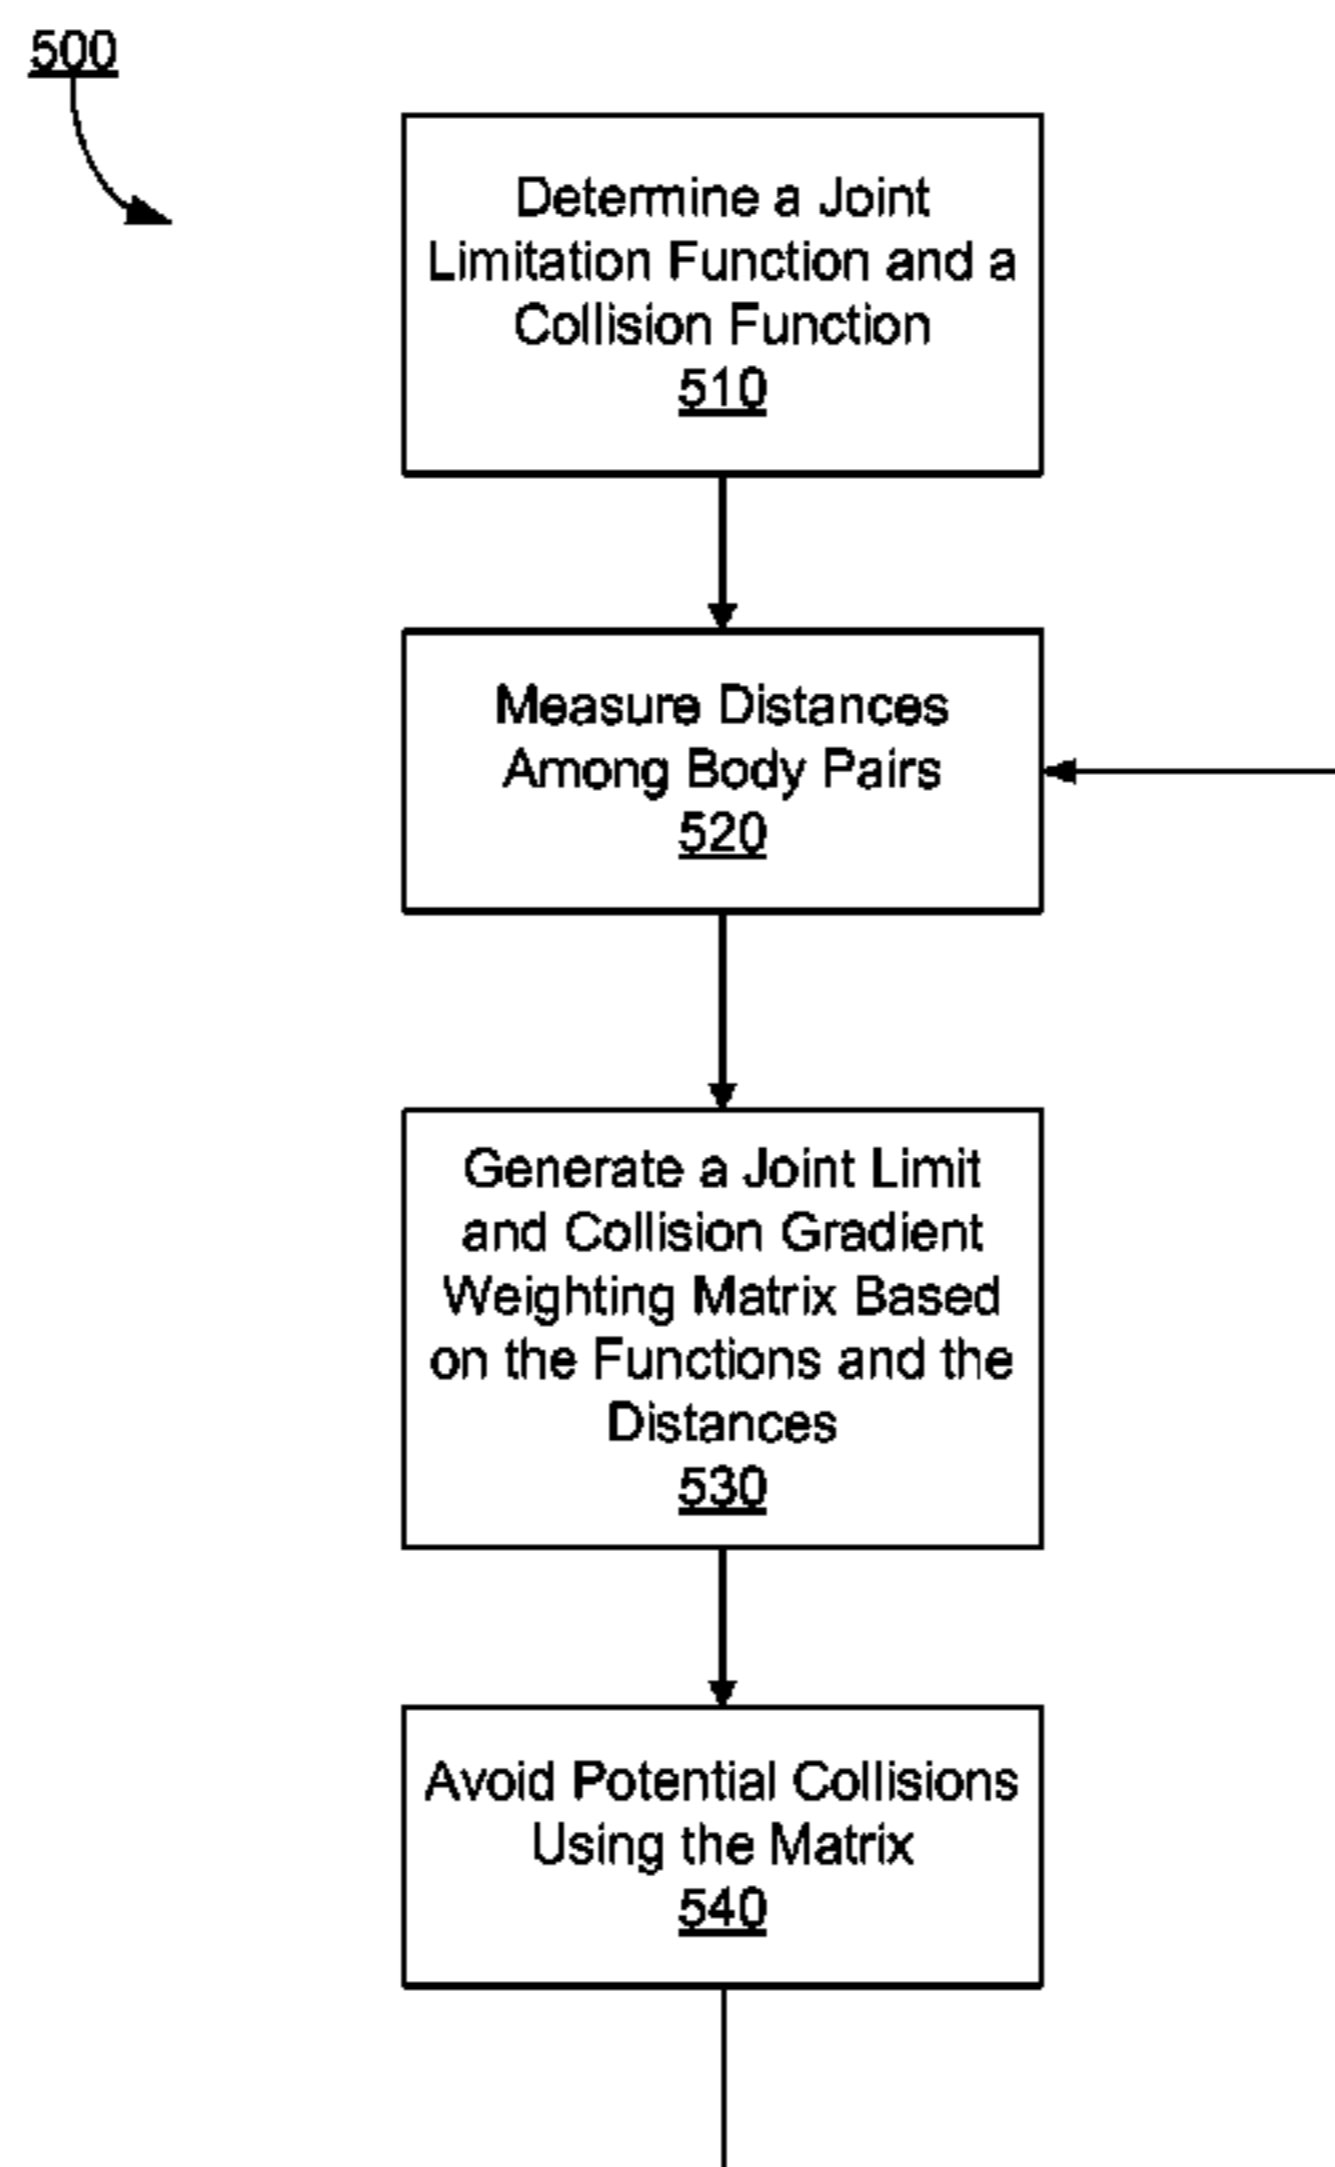 500
Determine a Joint
Limitation Function and a
Collision Function
510
Measure Distances
Among Body Pairs
520
Generate a Joint Limit
and Collision Gradient
Weighting Matrix Based
on the Functions and the
Distances
530
Avoid Potential Collisions
Using the Matrix
540